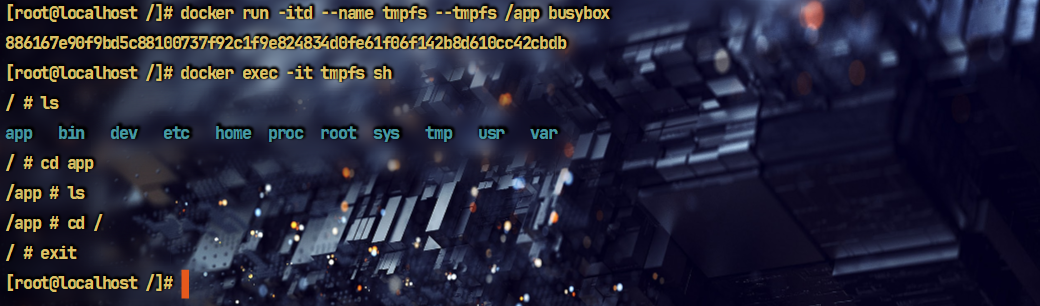 [root@localhost /]# docker run -itd --name tmpfs --tmpfs /app busybox
886167e90f9bd5c88100737f92c1f9e824834d0fe61f06f142b8d610cc42cbdb
[root@localhost /]# docker exec -it tmpfs sh
/ # ls
app bin dev etc home proc root sys tmp usr var
/ # cd app
/app # ls
/app # cd /
/ # exit
[root@localhost /]#